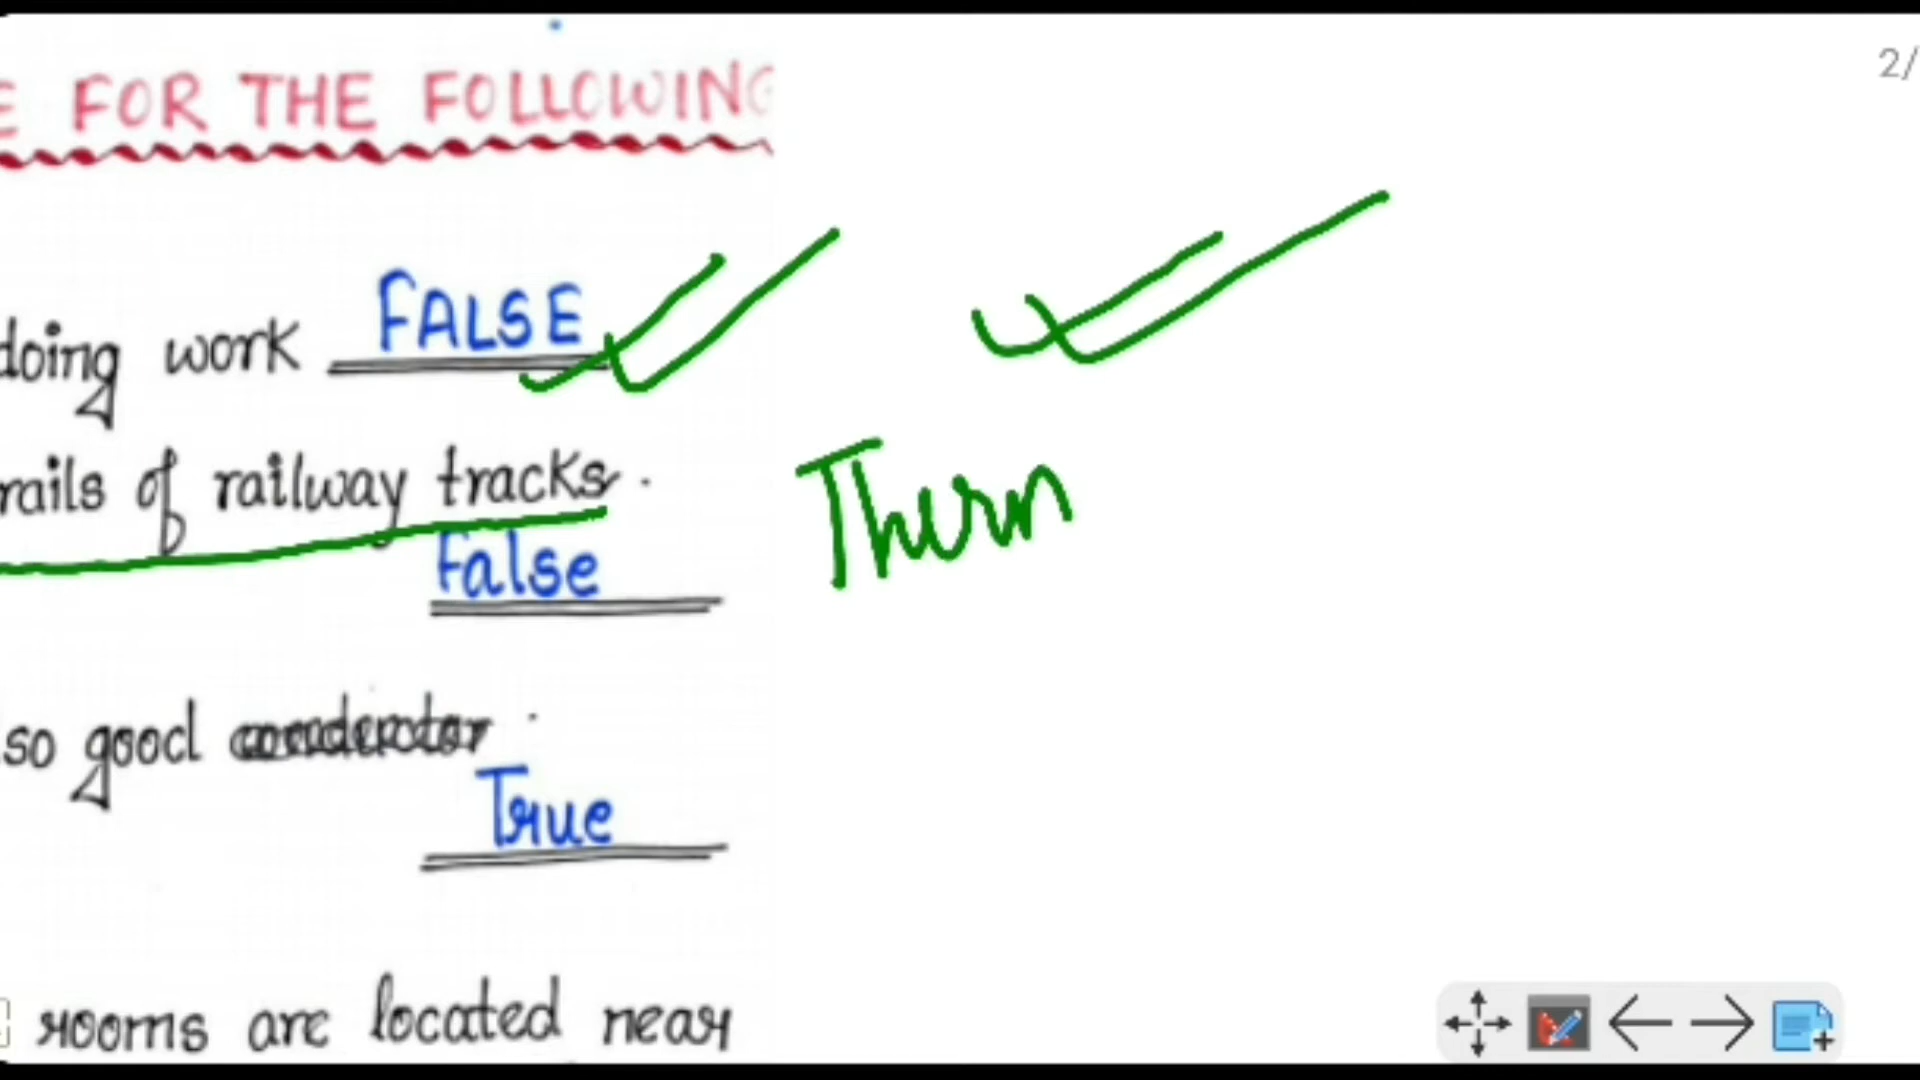 E FOR THE FOLLOWING
2/
doing work FALSE
rails of railway tracks.
Therm
False
so good conductor.
True
rooms are located near